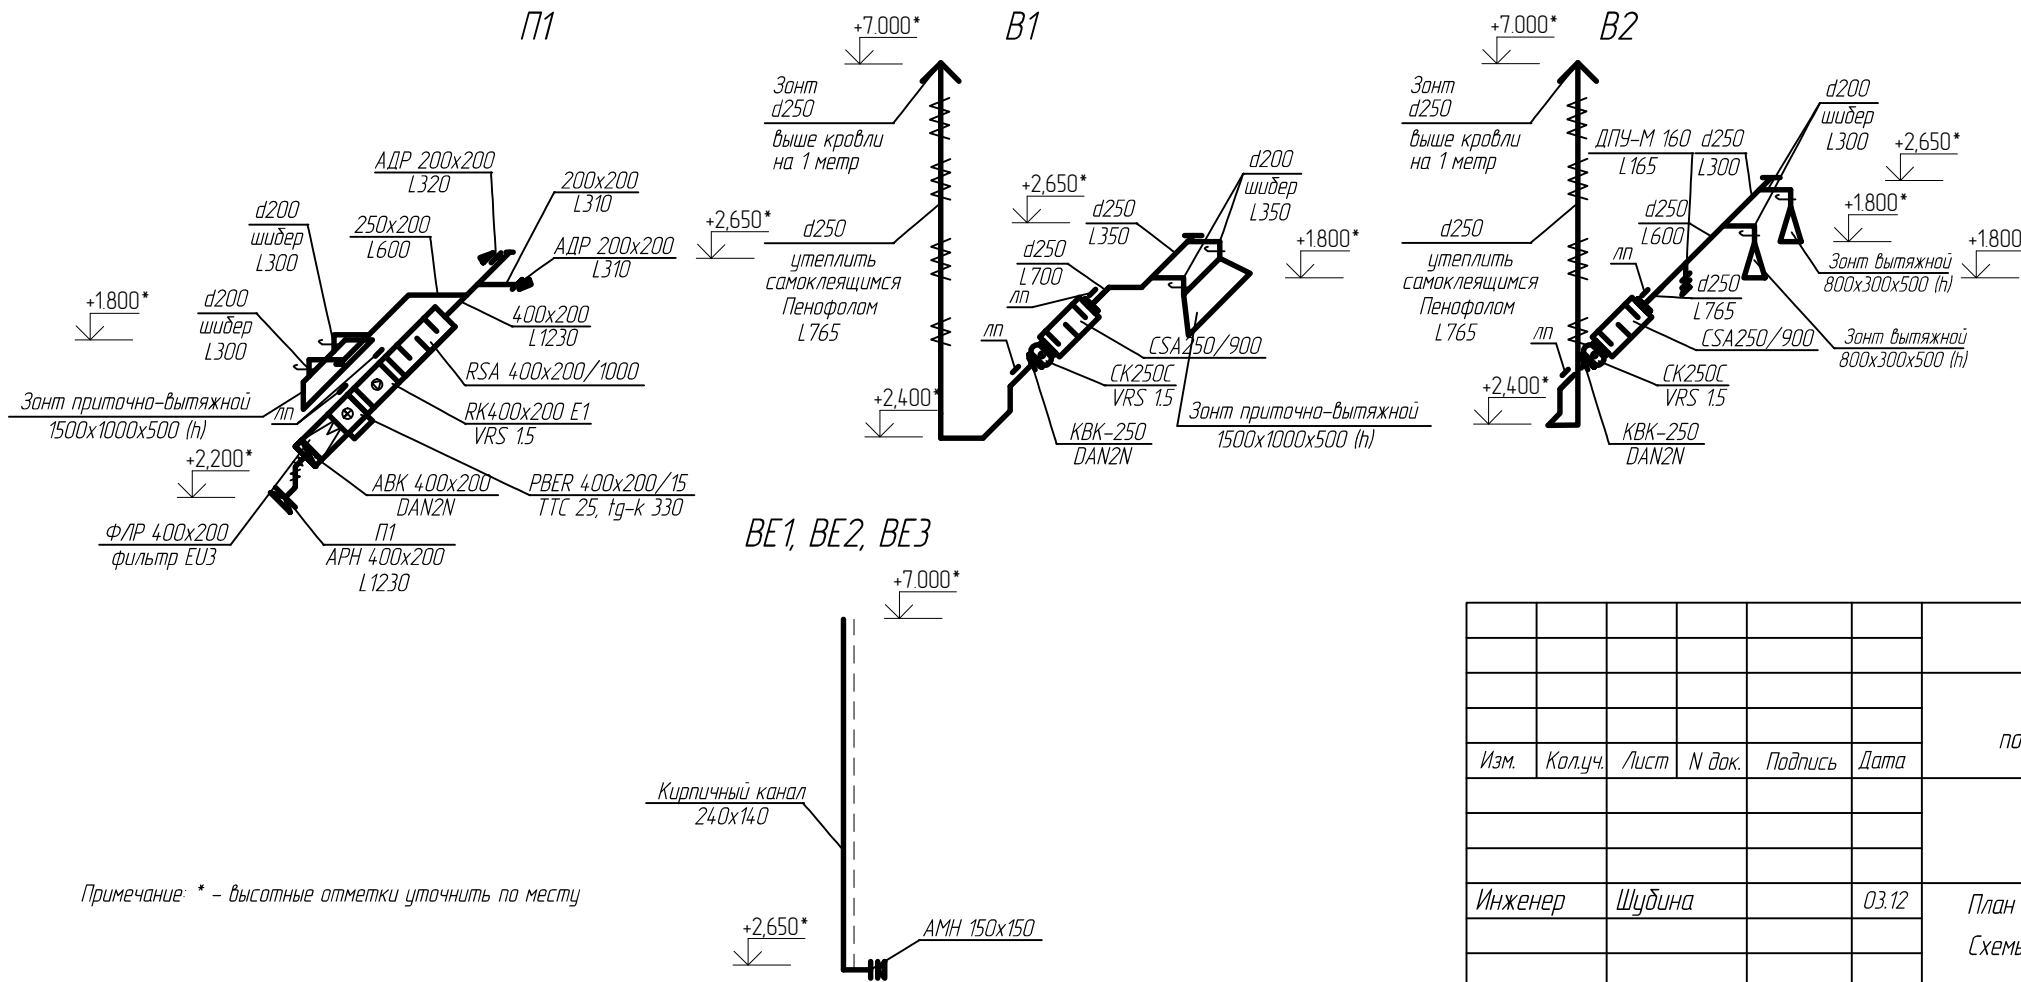 П1
АДР 200х200
L320
200х200
L310
d200
шибер
L300
250х200
L600
АДР 200х200
L310
+2,650*
+1.800*
d200
шибер
L300
400х200
L1230
RSA 400х200/1000
Зонт приточно-вытяжной
1500х1000х500 (h)
лп
RK400х200 E1
VRS 1.5
+2,200*
АВК 400х200
DAN2N
PBER 400х200/15
TTC 25, tg-k 330
ФЛР 400х200
фильтр EU3
П1
АРН 400х200
L1230
В1
+7.000*
Зонт
d250
выше кровли
на 1 метр
d250
утеплить
самоклеящимся
Пенофолом
L765
+2,650*
d250
L350
d200
шибер
L350
+1.800*
d250
L700
лп
лп
CSA250/900
CK250C
VRS 1.5
+2,400*
КВК-250
DAN2N
Зонт приточно-вытяжной
1500х1000х500 (h)
В2
+7.000*
Зонт
d250
выше кровли
на 1 метр
d250
утеплить
самоклеящимся
Пенофолом
L765
d200
шибер
L300
ДПУ-М 160
L165
d250
L300
+2,650*
d250
L600
+1.800*
+1.800
Зонт вытяжной
800х300х500 (h)
лп
d250
L765
лп
CSA250/900
Зонт вытяжной
800х300х500 (h)
CK250C
VRS 1.5
+2,400*
КВК-250
DAN2N
ВЕ1, ВЕ2, ВЕ3
+7.000*
Кирпичный канал
240х140
+2,650*
АМН 150х150
Примечание: * - высотные отметки уточнить по месту
по
Изм.
Кол.уч.
Лист
N док.
Подпись
Дата
Инженер
Шубина
03.12
План
Схемы